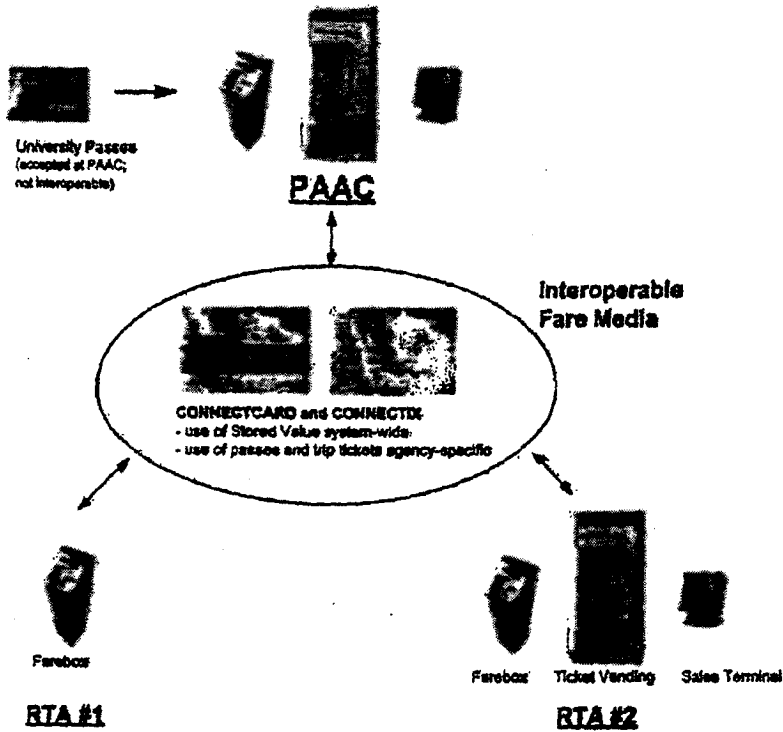 University Passes
(accepted at PAAC;
not interoperable)
PAAC
Interoperable
Fare Media
CONNECTCARD and CONNECTIX
- use of Stored Value system-wide
- use of passes and trip tickets agency-specific
Farebox
RTA #1
Farebox Ticket Vending Sales Terminal
RTA #2